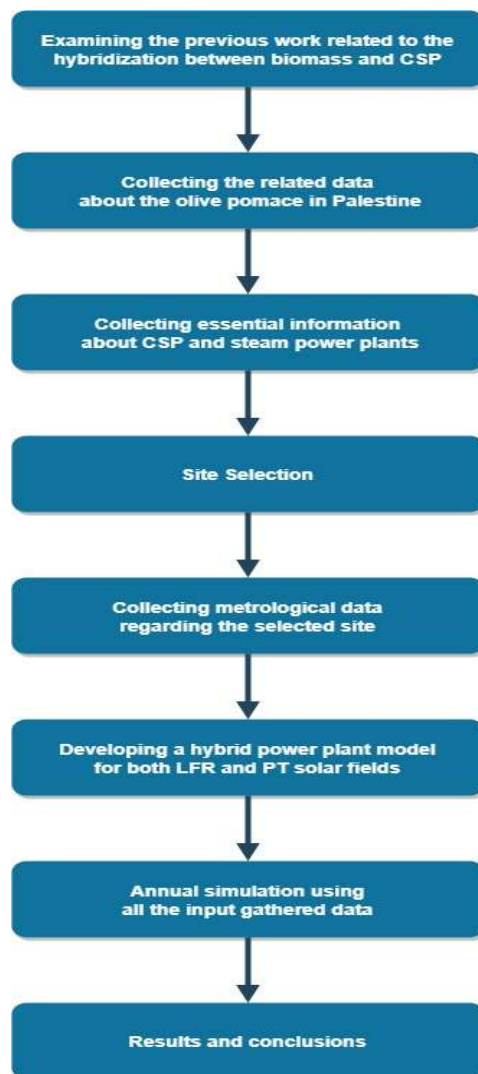 Examining the previous work related to the
hybridization between biomass and CSP
Collecting the related data
about the olive pomace in Palestine
Collecting essential information
about CSP and steam power plants
Site Selection
Collecting metrological data
regarding the selected site
Developing a hybrid power plant model
for both LFR and PT solar fields
Annual simulation using
all the input gathered data
Results and conclusions